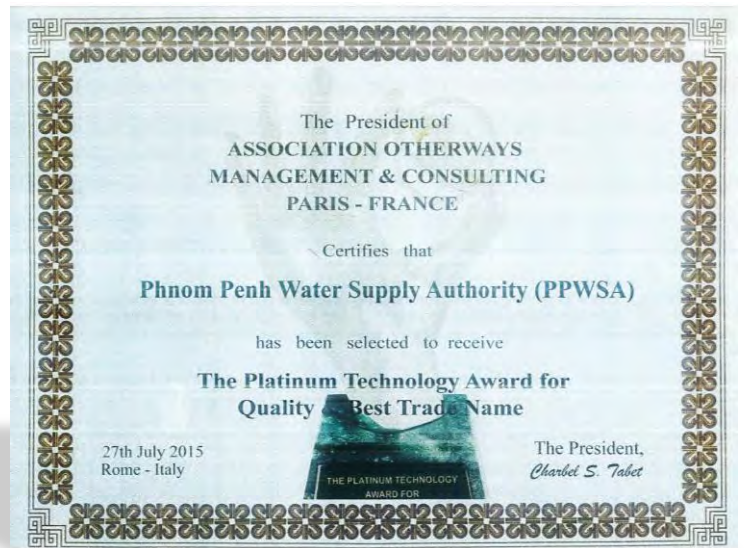 The President of
ASSOCIATION OTHERWAYS
MANAGEMENT & CONSULTING
PARIS - FRANCE
Certifies that
Phnom Penh Water Supply Authority (PPWSA)
has been selected to receive
The Platinum Technology Award for
Quality & Best Trade Name
27th July 2015
Rome - Italy
The President,
Charbel S. Tabet
THE PLATINUM TECHNOLOGY
AWARD FOR